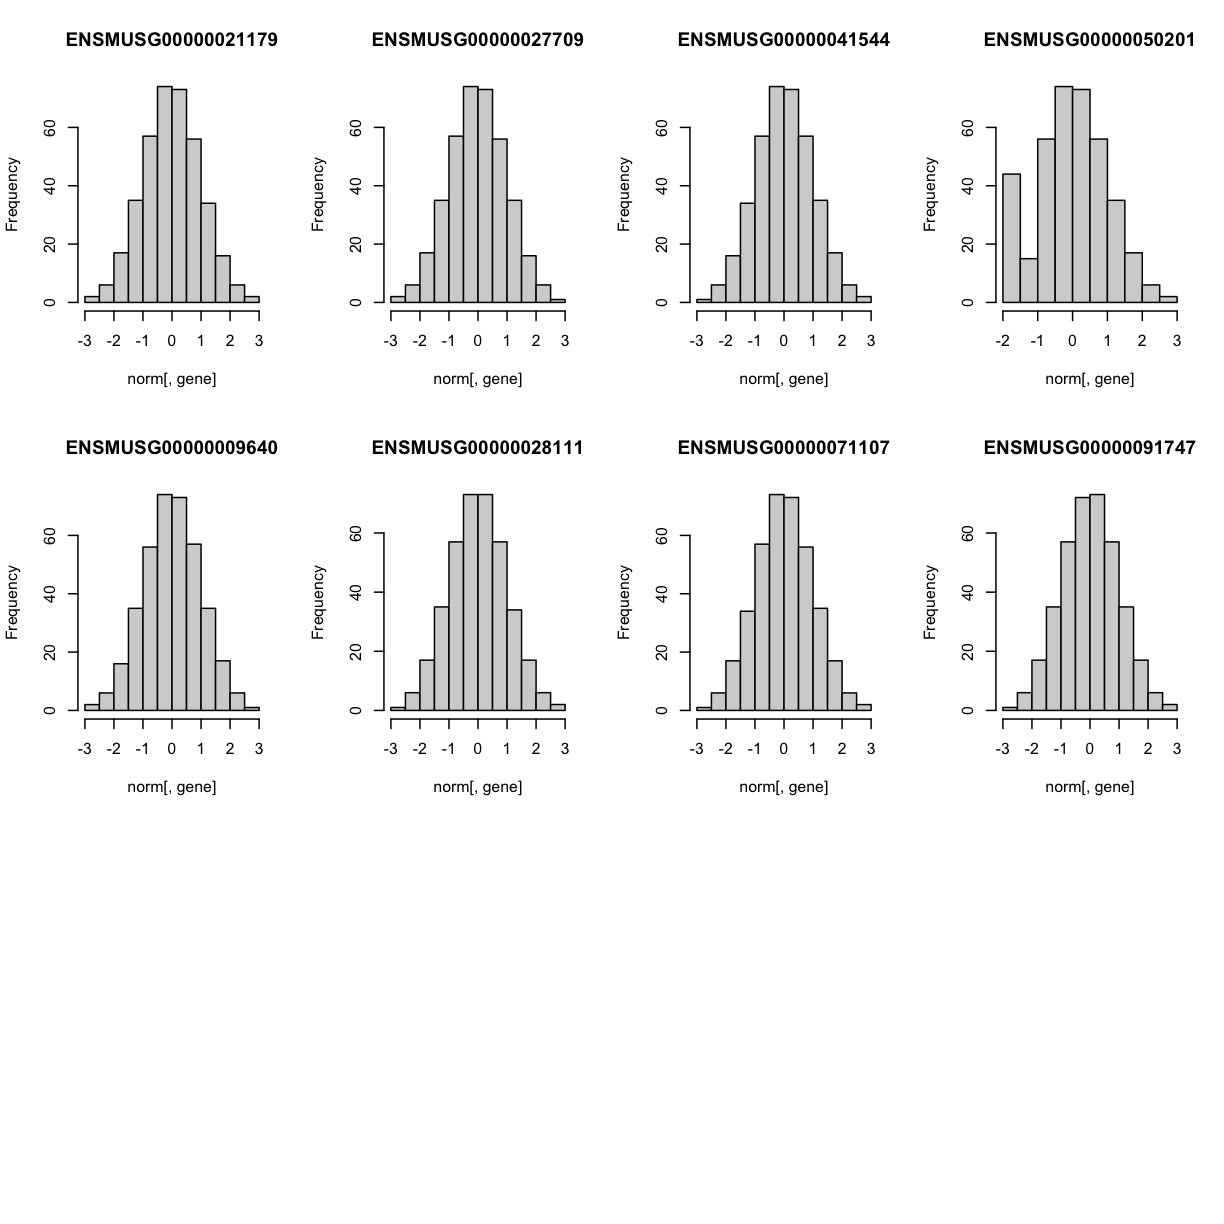 ENSMUSG00000021179 ENSMUSG00000027709 ENSMUSG00000041544 ENSMUSG00000050201
Frequency Frequency Frequency Frequency
60 60 60 60
40 40 40 40
20 20 20 20
0 0 0 0
-3 -2 -1 0 1 2 3 -3 -2 -1 0 1 2 3 -3 -2 -1 0 1 2 3 -2 -1 0 1 2 3
norm[, gene] norm[, gene] norm[, gene] norm[, gene]
ENSMUSG00000009640 ENSMUSG00000028111 ENSMUSG00000071107 ENSMUSG00000091747
Frequency Frequency Frequency Frequency
60 60 60 60
40 40 40 40
20 20 20 20
0 0 0 0
-3 -2 -1 0 1 2 3 -3 -2 -1 0 1 2 3 -3 -2 -1 0 1 2 3 -3 -2 -1 0 1 2 3
norm[, gene] norm[, gene] norm[, gene] norm[, gene]